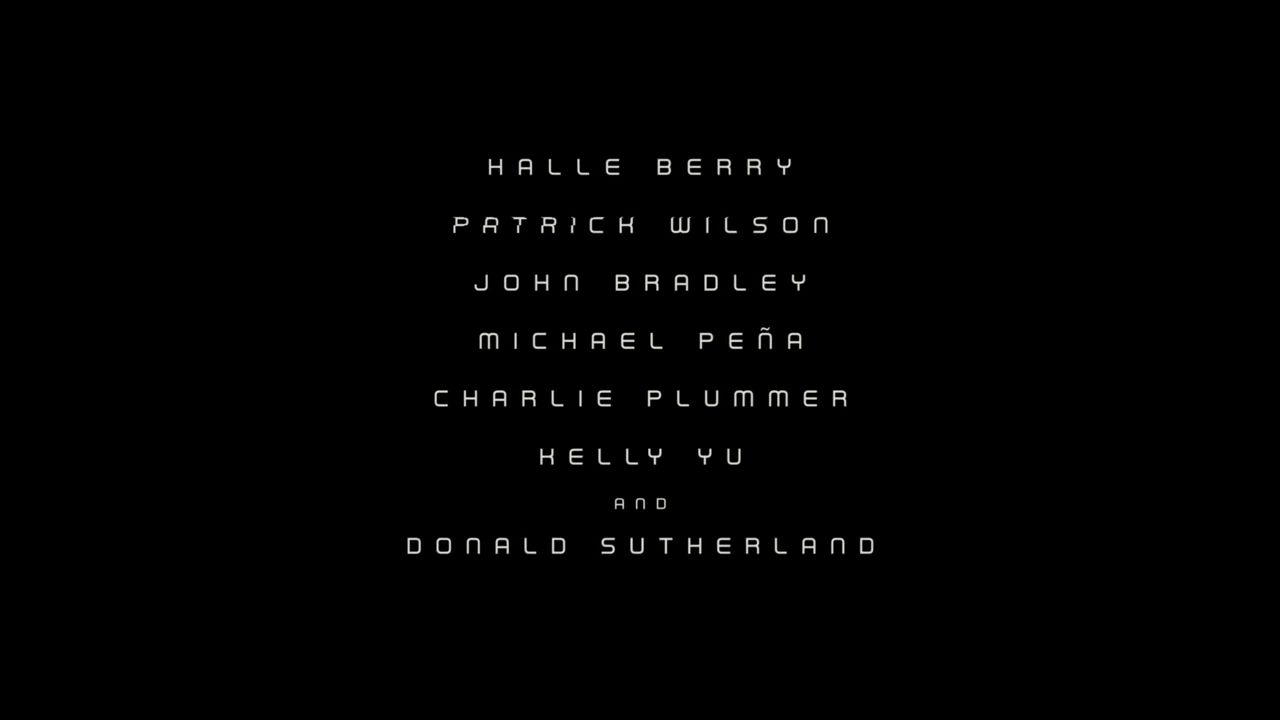 HALLE BERRY
PATRICK WILSON
JOHN BRADLEY
MICHAEL PEÑA
CHARLIE PLUMMER
KELLY YU
AND
DONALD SUTHERLAND